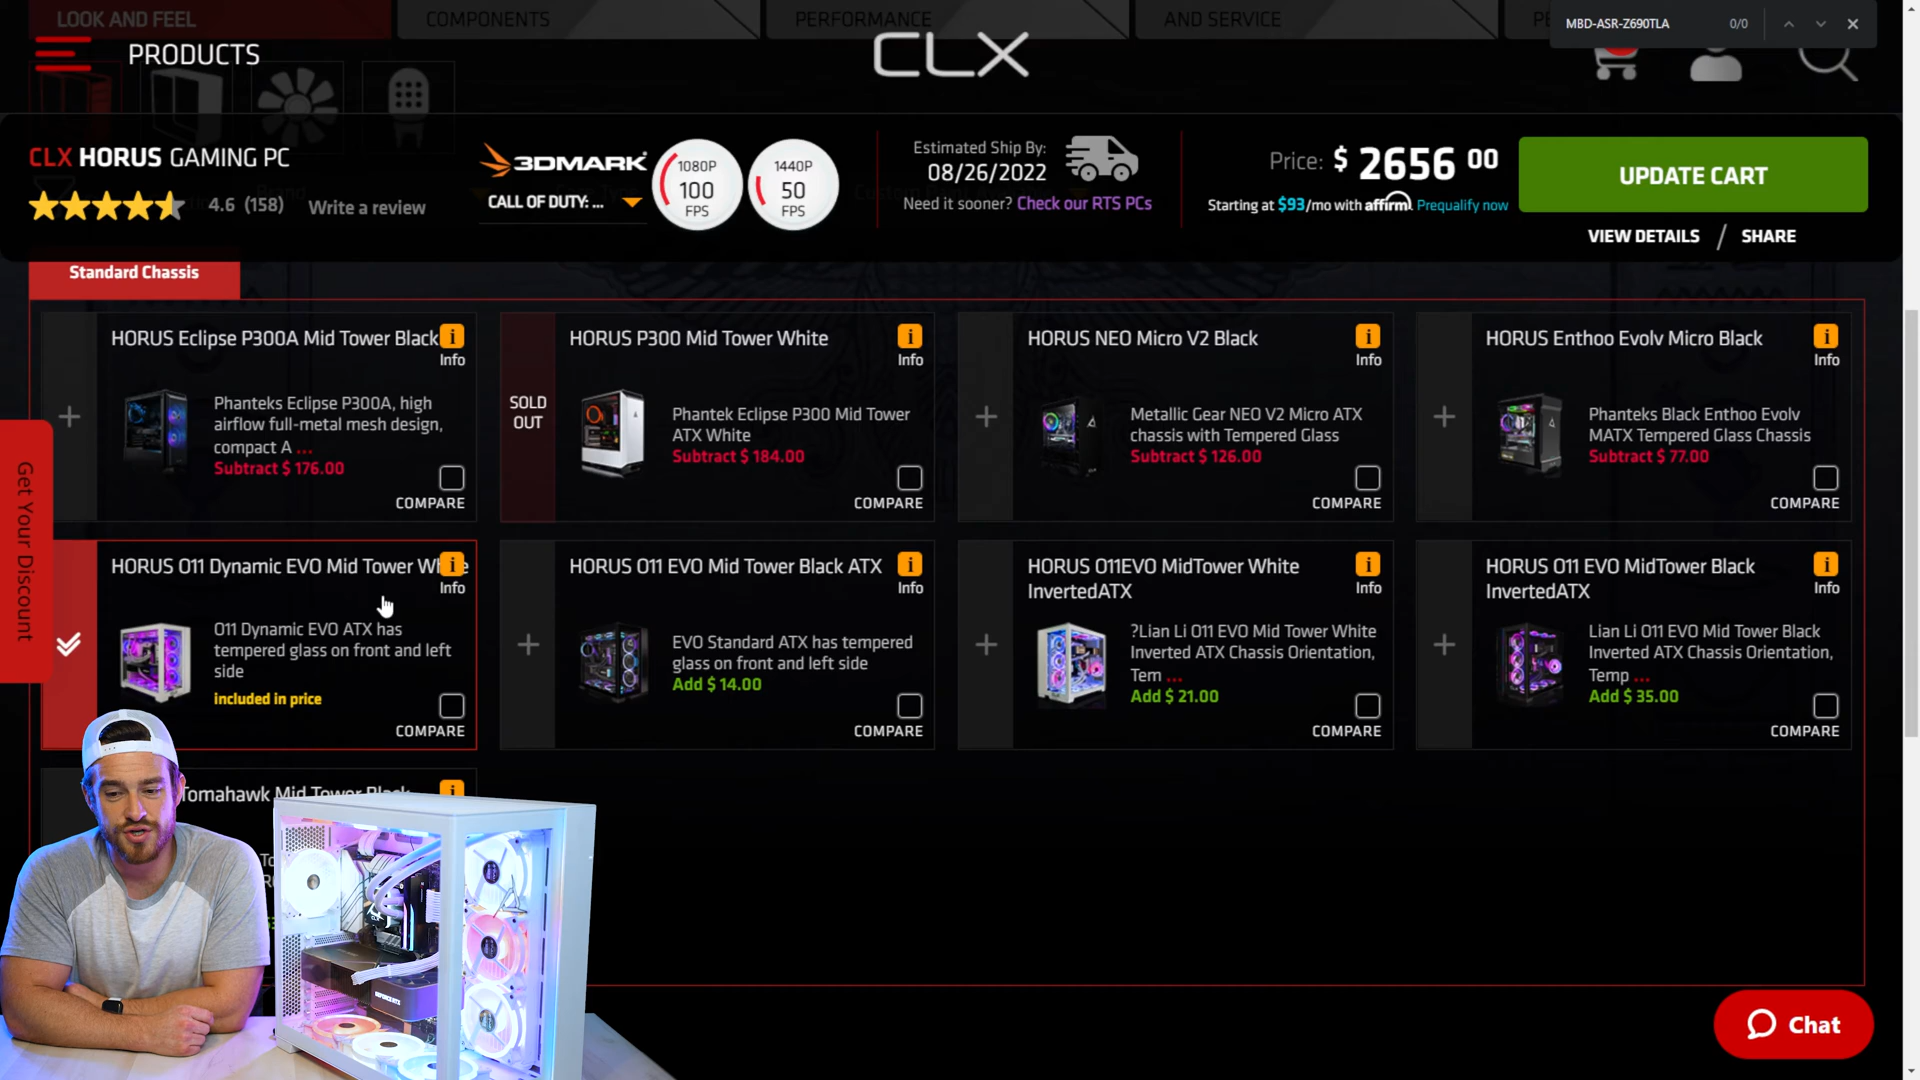 LOOK AND FEEL
COMPONENTS
PERFORMANCE
AND SERVICE
MBD-ASR-Z690TLA 0/0
PRODUCTS
CLX
CLX HORUS GAMING PC
4.6 (158) Write a review
3DMARK
CALL OF DUTY: ...
1080P
100
FPS
1440P
50
FPS
Estimated Ship By:
08/26/2022
Need it sooner? Check our RTS PCs
Price: $ 2656 00
Starting at $93/mo with affirm. Prequalify now
UPDATE CART
VIEW DETAILS / SHARE
Standard Chassis
HORUS Eclipse P300A Mid Tower Black
Info
Phanteks Eclipse P300A, high
airflow full-metal mesh design,
compact A ...
Subtract $ 176.00
COMPARE
SOLD
OUT
HORUS P300 Mid Tower White
Info
Phantek Eclipse P300 Mid Tower
ATX White
Subtract $ 184.00
COMPARE
HORUS NEO Micro V2 Black
Info
Metallic Gear NEO V2 Micro ATX
chassis with Tempered Glass
Subtract $ 126.00
COMPARE
HORUS Enthoo Evolv Micro Black
Info
Phanteks Black Enthoo Evolv
MATX Tempered Glass Chassis
Subtract $ 77.00
COMPARE
Get Your Discount
HORUS O11 Dynamic EVO Mid Tower White
Info
O11 Dynamic EVO ATX has
tempered glass on front and left
side
included in price
COMPARE
HORUS O11 EVO Mid Tower Black ATX
Info
EVO Standard ATX has tempered
glass on front and left side
Add $ 14.00
COMPARE
HORUS O11EVO MidTower White
InvertedATX
Info
?Lian Li O11 EVO Mid Tower White
Inverted ATX Chassis Orientation,
Tem ...
Add $ 21.00
COMPARE
HORUS O11 EVO MidTower Black
InvertedATX
Info
Lian Li O11 EVO Mid Tower Black
Inverted ATX Chassis Orientation,
Temp ...
Add $ 35.00
COMPARE
Tomahawk Mid Tower Black
GEFORCE RTX
Chat